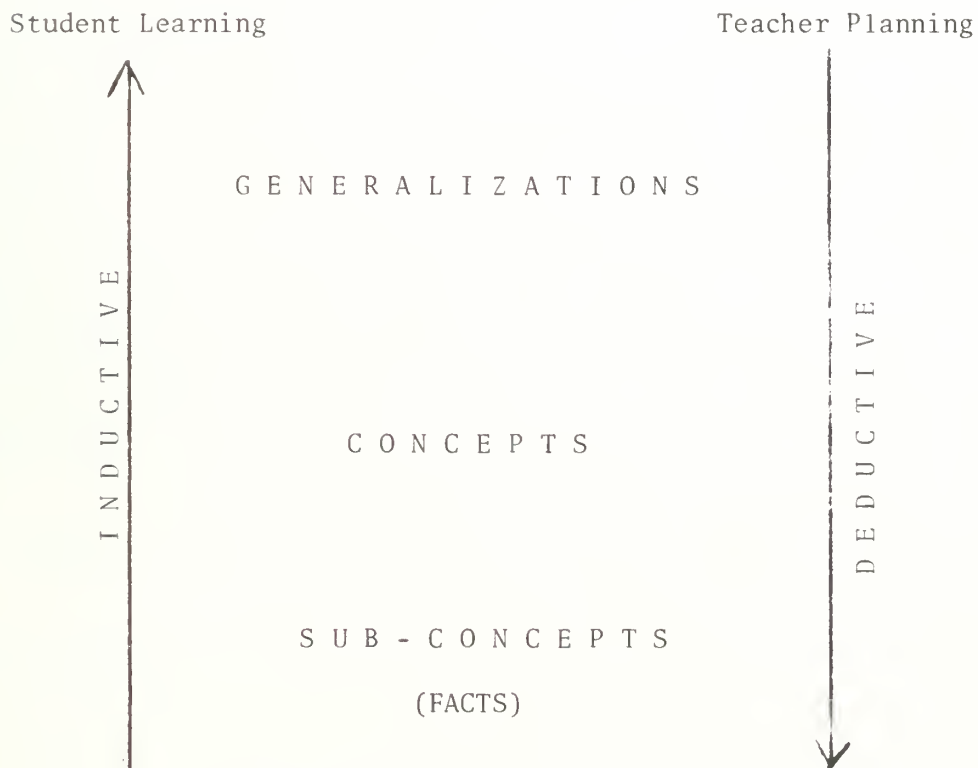 Student Learning
Teacher Planning
GENERALIZATIONS
INDUCTIVE
DEDUCTIVE
CONCEPTS
SUB-CONCEPTS
(FACTS)